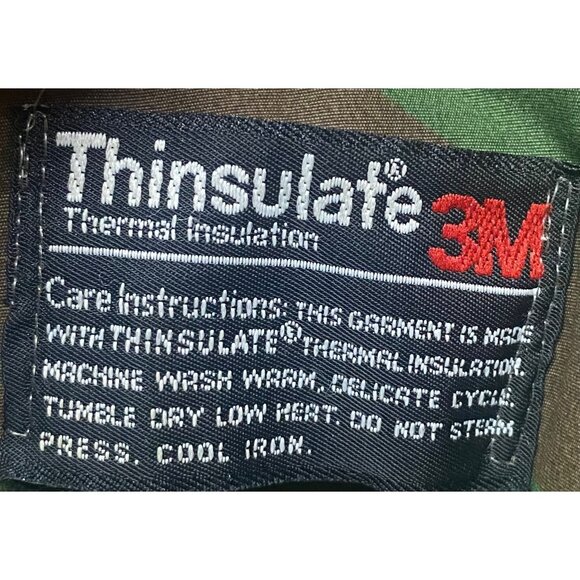 Thinsulate® 3M
Thermal Insulation
Care Instructions: THIS GARMENT IS MADE
WITH THINSULATE® THERMAL INSULATION.
MACHINE WASH WARM, DELICATE CYCLE.
TUMBLE DRY LOW HEAT. DO NOT STEAM
PRESS. COOL IRON.